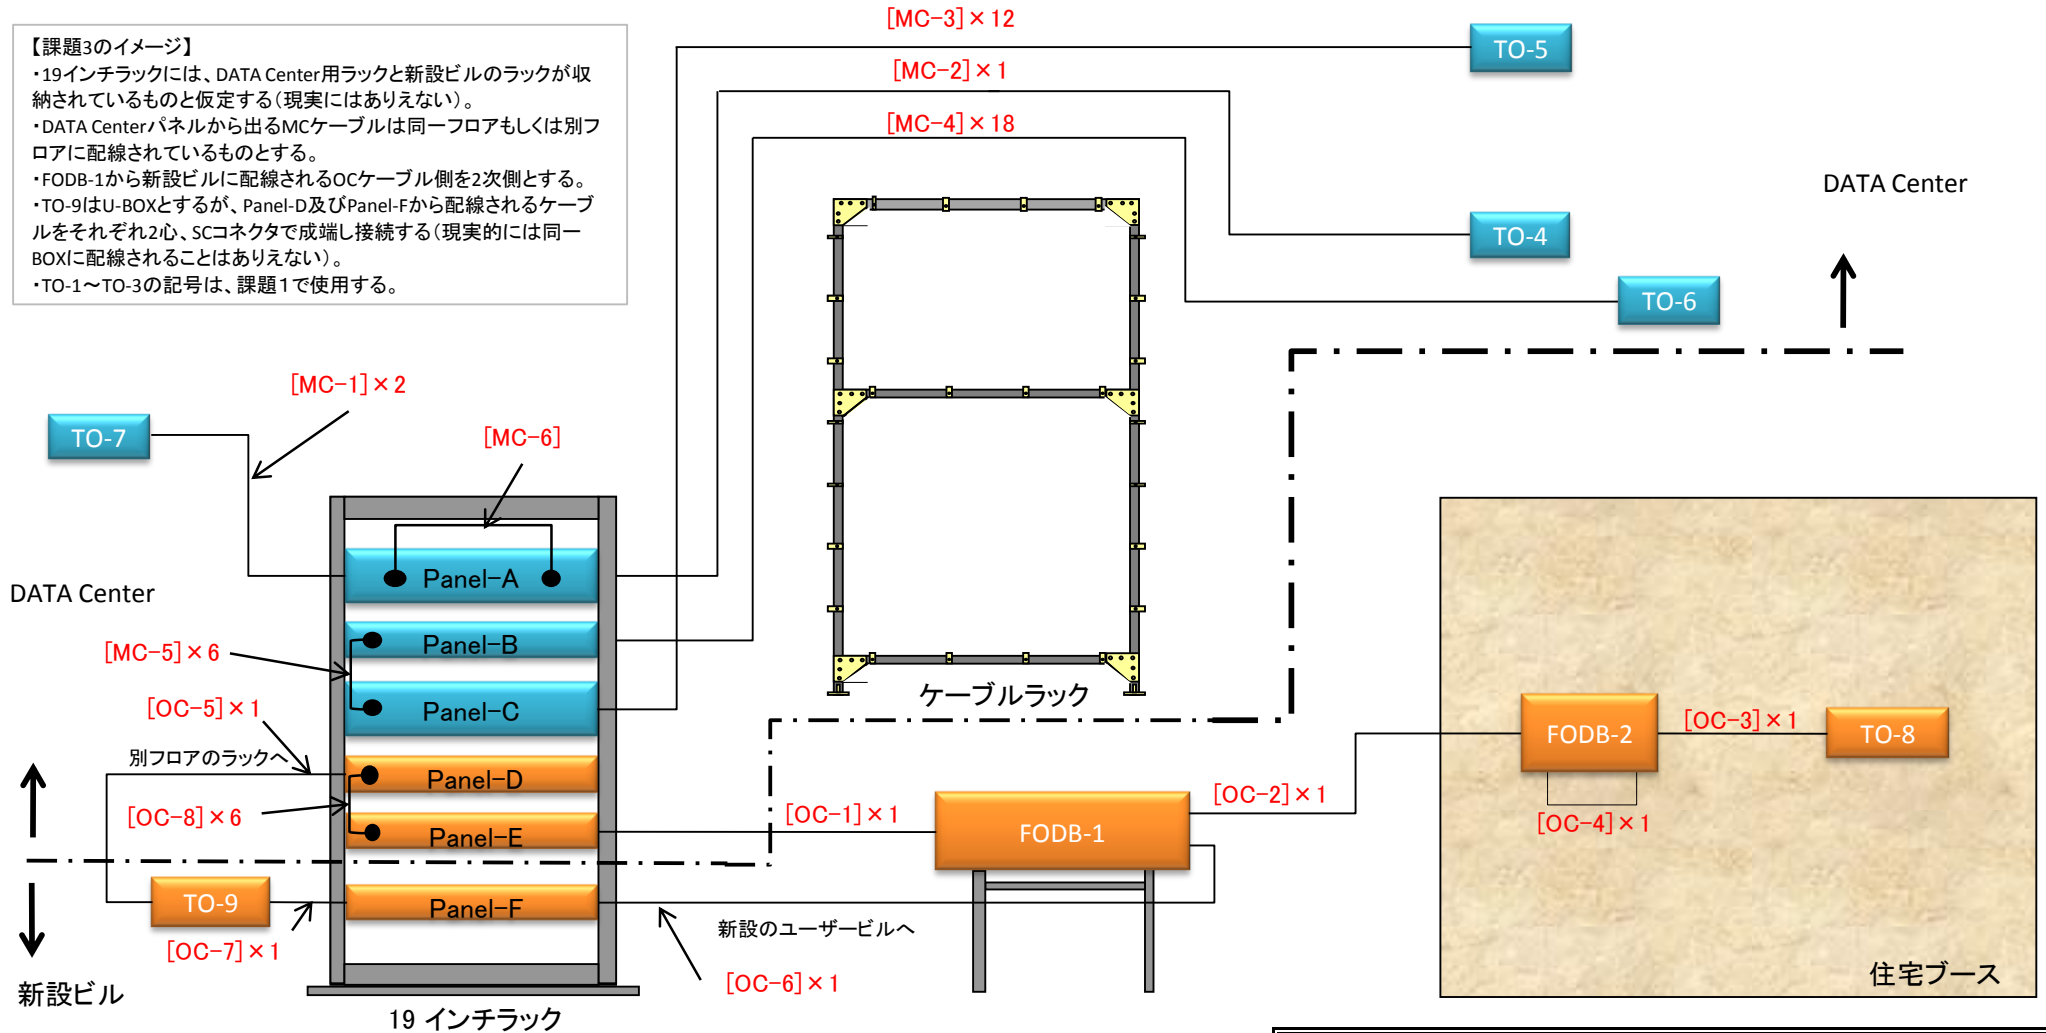 【課題3のイメージ】
・19インチラックには、DATA Center用ラックと新設ビルのラックが収
納されているものと仮定する（現実にはありえない）。
・DATA Centerパネルから出るMCケーブルは同一フロアもしくは別フ
ロアに配線されているものとする。
・FODB-1から新設ビルに配線されるOCケーブル側を2次側とする。
・TO-9はU-BOXとするが、Panel-D及びPanel-Fから配線されるケーブ
ルをそれぞれ2心、SCコネクタで成端し接続する（現実的には同一
BOXに配線されることはありえない）。
・TO-1～TO-3の記号は、課題１で使用する。
[MC-3]×12
TO-5
[MC-2]×1
[MC-4]×18
DATA Center
TO-4
TO-6
[MC-1]×2
TO-7
[MC-6]
Panel-A
DATA Center
Panel-B
[MC-5]×6
ケーブルラック
Panel-C
[OC-5]×1
別フロアのラックへ
Panel-D
[OC-8]×6
Panel-E
[OC-1]×1
FODB-1
[OC-2]×1
FODB-2
[OC-3]×1
TO-8
[OC-4]×1
TO-9
Panel-F
[OC-7]×1
新設のユーザービルへ
[OC-6]×1
新設ビル
住宅ブース
19 インチラック